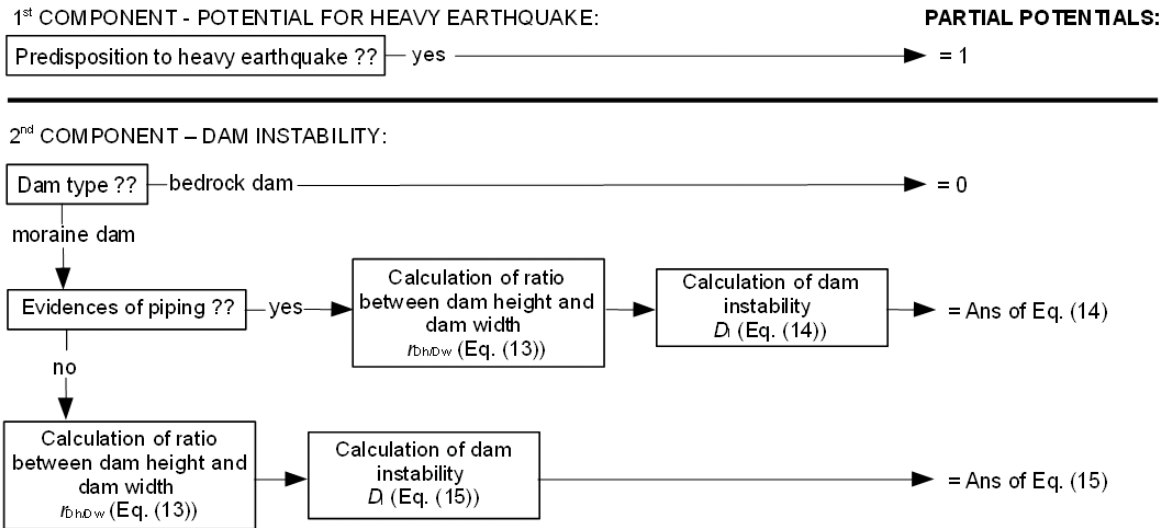 1st COMPONENT - POTENTIAL FOR HEAVY EARTHQUAKE:
PARTIAL POTENTIALS:
Predisposition to heavy earthquake ??
yes
= 1
2nd COMPONENT – DAM INSTABILITY:
Dam type ??
bedrock dam
= 0
moraine dam
Evidences of piping ??
yes
Calculation of ratio
between dam height and
dam width
rDh/Dw (Eq. (13))
Calculation of dam
instability
Di (Eq. (14))
= Ans of Eq. (14)
no
Calculation of ratio
between dam height and
dam width
rDh/Dw (Eq. (13))
Calculation of dam
instability
Di (Eq. (15))
= Ans of Eq. (15)